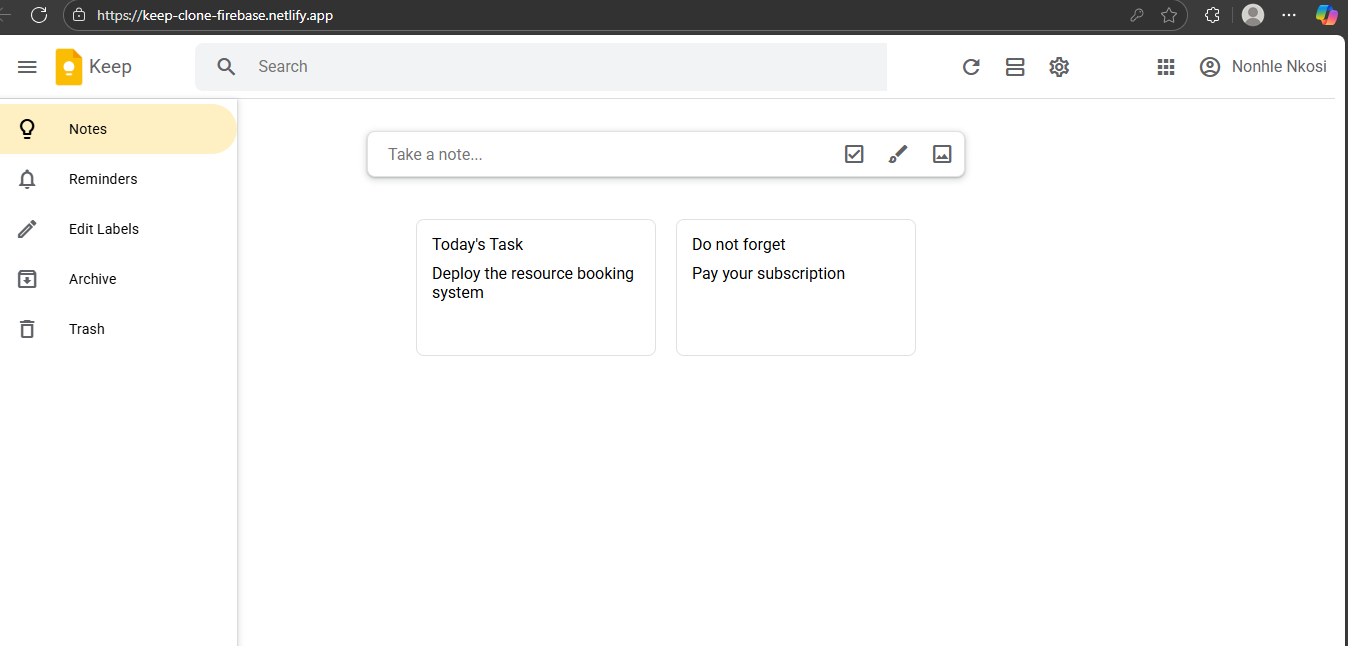 https://keep-clone-firebase.netlify.app
Keep
Search
Nonhle Nkosi
Notes
Reminders
Edit Labels
Archive
Trash
Take a note...
Today's Task
Deploy the resource booking
system
Do not forget
Pay your subscription